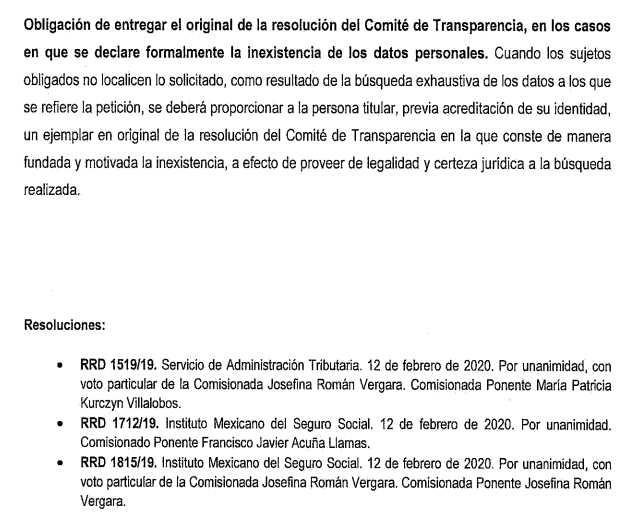 Obligación de entregar el original de la resolución del Comité de Transparencia, en los casos
en que se declare formalmente la inexistencia de los datos personales. Cuando los sujetos
obligados no localicen lo solicitado, como resultado de la búsqueda exhaustiva de los datos a los que
se refiere la petición, se deberá proporcionar a la persona titular, previa acreditación de su identidad,
un ejemplar en original de la resolución del Comité de Transparencia en la que conste de manera
fundada y motivada la inexistencia, a efecto de proveer de legalidad y certeza jurídica a la búsqueda
realizada.
Resoluciones:
• RRD 1519/19. Servicio de Administración Tributaria. 12 de febrero de 2020. Por unanimidad, con
voto particular de la Comisionada Josefina Román Vergara. Comisionada Ponente María Patricia
Kurczyn Villalobos.
• RRD 1712/19. Instituto Mexicano del Seguro Social. 12 de febrero de 2020. Por unanimidad.
Comisionado Ponente Francisco Javier Acuña Llamas.
• RRD 1815/19. Instituto Mexicano del Seguro Social. 12 de febrero de 2020. Por unanimidad, con
voto particular de la Comisionada Josefina Román Vergara. Comisionada Ponente Josefina Román
Vergara.